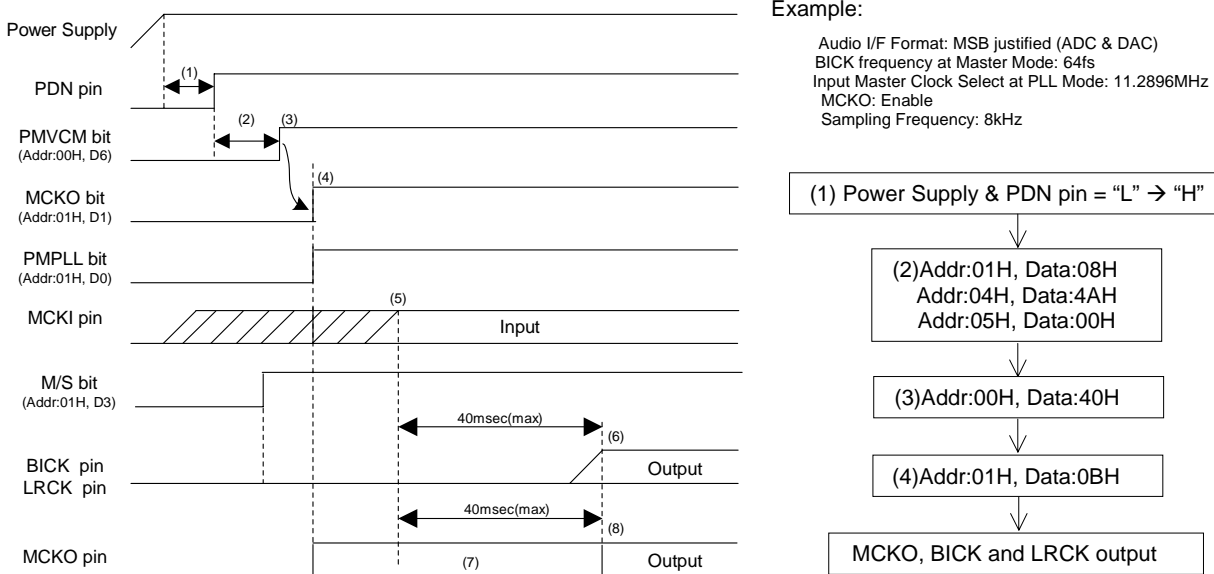 Power Supply
(1)
PDN pin
(2)
(3)
PMVCM bit
(Addr:00H, D6)
(4)
MCKO bit
(Addr:01H, D1)
PMPLL bit
(Addr:01H, D0)
(5)
MCKI pin
Input
M/S bit
(Addr:01H, D3)
40msec(max)
(6)
BICK pin
LRCK pin
Output
40msec(max)
(8)
MCKO pin
(7)
Output
Example:
Audio I/F Format: MSB justified (ADC & DAC)
BICK frequency at Master Mode: 64fs
Input Master Clock Select at PLL Mode: 11.2896MHz
MCKO: Enable
Sampling Frequency: 8kHz
(1) Power Supply & PDN pin = “L” → “H”
(2)Addr:01H, Data:08H
Addr:04H, Data:4AH
Addr:05H, Data:00H
(3)Addr:00H, Data:40H
(4)Addr:01H, Data:0BH
MCKO, BICK and LRCK output